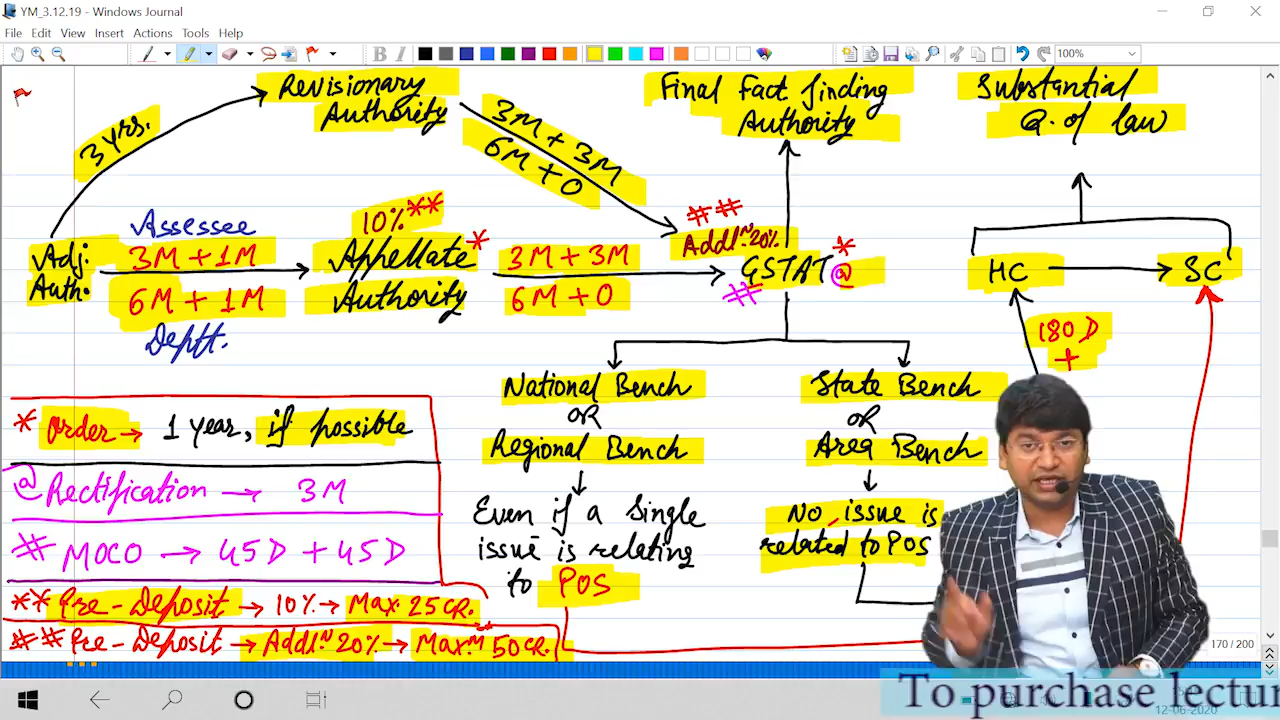 YM_3.12.19 - Windows Journal
File Edit View Insert Actions Tools Help
100%
Revisionary
Authority
3 yrs.
3M + 3M
6M + 0
Final Fact finding
Authority
Substantial
Q. of law
Adj.
Auth.
Assessee
3M + 1M
6M + 1M
Deptt.
10%**
Appellate*
Authority
3M + 3M
6M + 0
##
Addl.ⁿ 20%
*
GSTAT @
#
HC
SC
180 D
+
National Bench
OR
Regional Bench
Even if a single
issue is relating
to POS
State Bench
OR
Area Bench
No, issue is
related to POS
* Order → 1 year, if possible
@ Rectification → 3M
# MOCO → 45D + 45D
** Pre-Deposit → 10% → Max. 25 CR.
## Pre-Deposit → Addl.ⁿ 20% → Max.ᵐ 50 CR.
170 / 200
To purchase lectur
12-06-2020